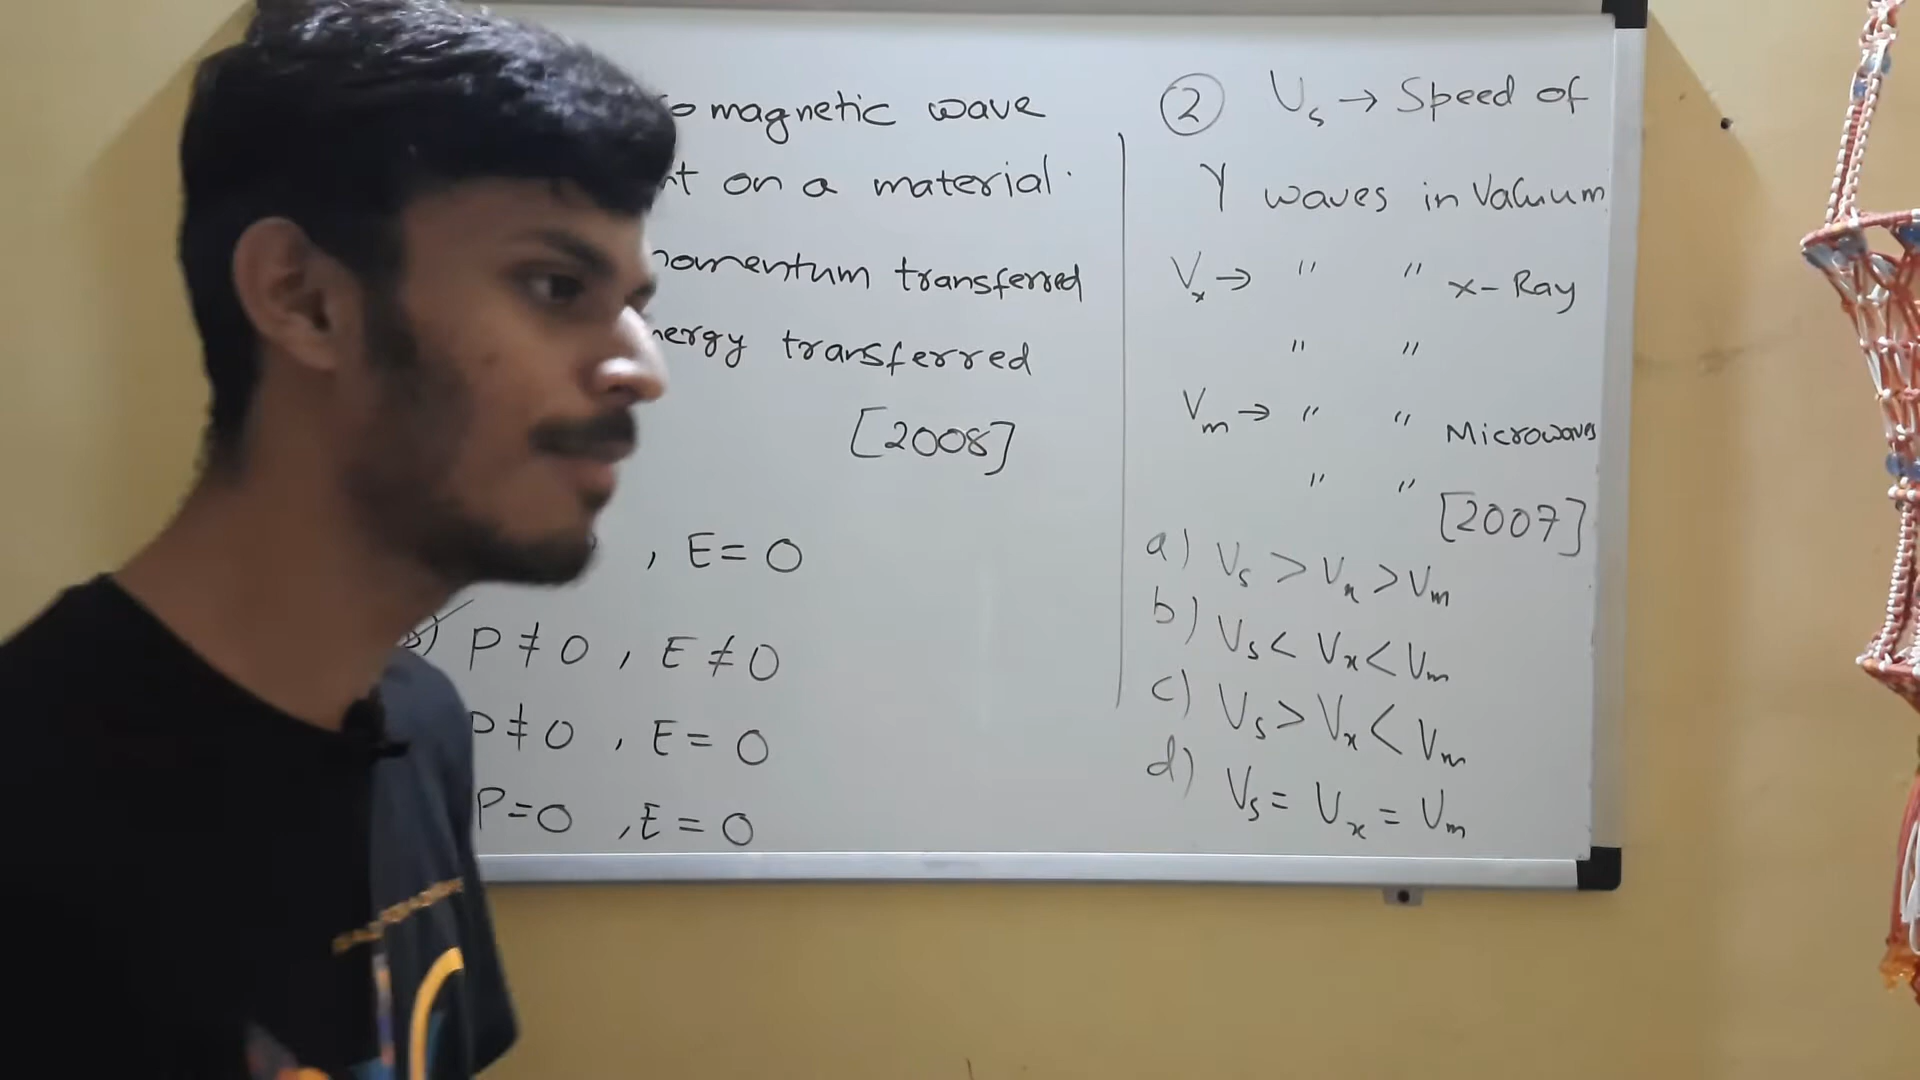 magnetic wave
on a material.
transferred
transferred
[2008]
, E = 0
P ≠ 0 , E ≠ 0
P ≠ 0 , E = 0
P = 0 , E = 0
② Vs → Speed of
γ waves in Vacuum
Vx → " " x-Ray
" "
Vm → " " Microwaves
" "
[2007]
a) Vs > Vx > Vm
b) Vs < Vx < Vm
c) Vs > Vx < Vm
d) Vs = Vx = Vm